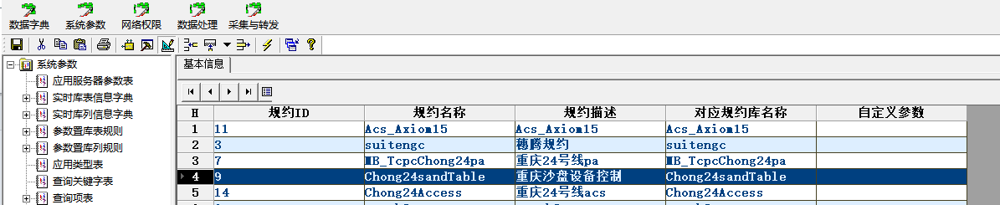 数据字典 系统参数 网络权限 数据处理 采集与转发
系统参数
应用服务器参数表
实时库表信息字典
实时库列信息字典
参数置库表规则
参数置库列规则
应用类型表
查询关键字表
查询项表
基本信息
H 规约ID 规约名称 规约描述 对应规约库名称 自定义参数
1 11 Acs_Axiom15 Acs_Axiom15 Acs_Axiom15
2 3 suitengc 穗腾规约 suitengc
3 7 MB_TcpcChong24pa 重庆24号线pa MB_TcpcChong24pa
4 9 Chong24sandTable 重庆沙盘设备控制 Chong24sandTable
5 14 Chong24Access 重庆24号线acs Chong24Access